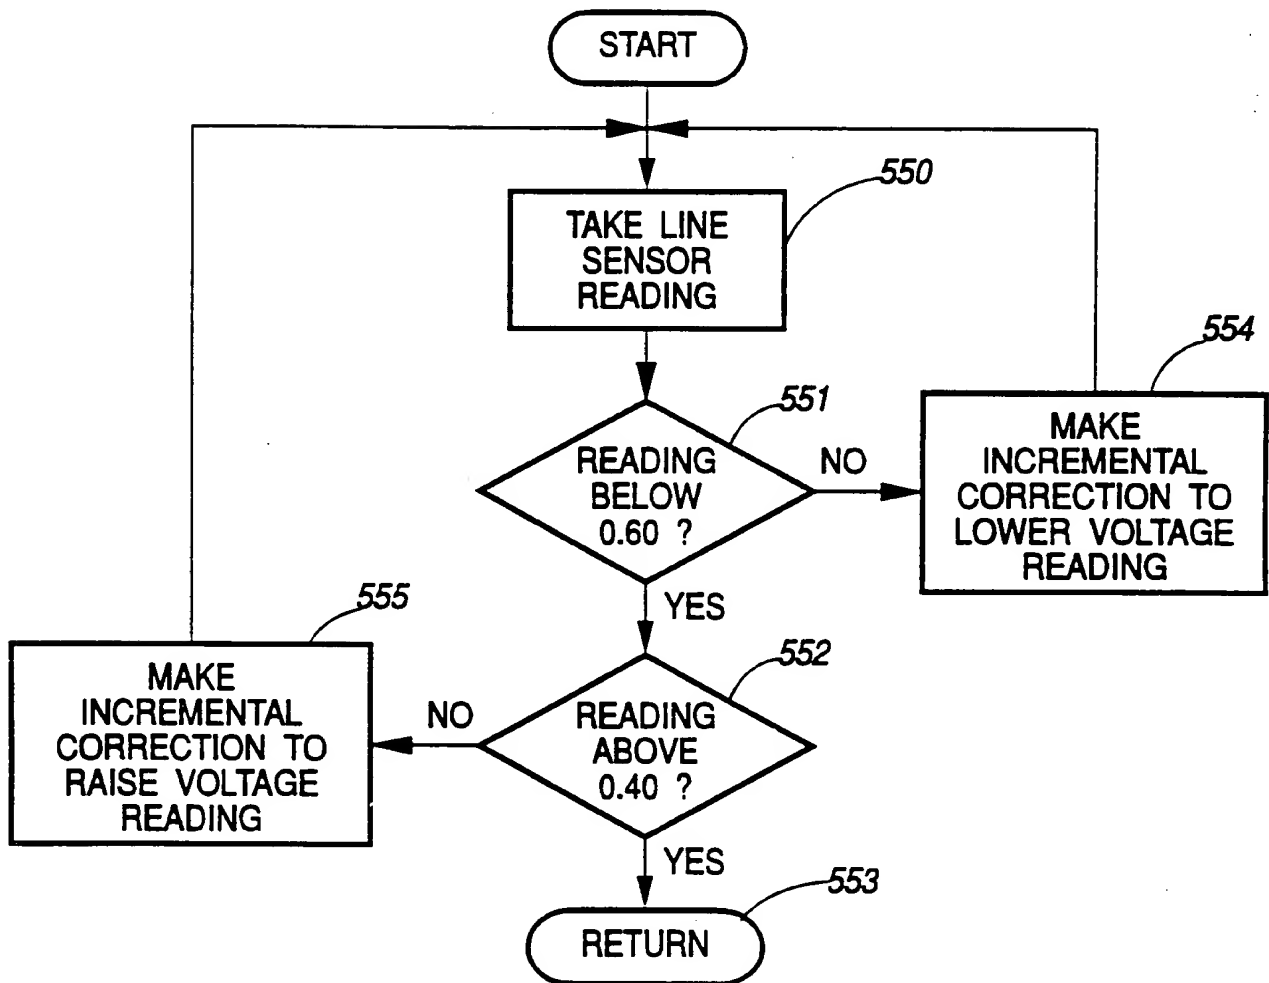 START
550
TAKE LINE
SENSOR
READING
554
551
READING
BELOW
0.60 ?
NO
MAKE
INCREMENTAL
CORRECTION TO
LOWER VOLTAGE
READING
YES
555
552
MAKE
INCREMENTAL
CORRECTION TO
RAISE VOLTAGE
READING
NO
READING
ABOVE
0.40 ?
YES
553
RETURN